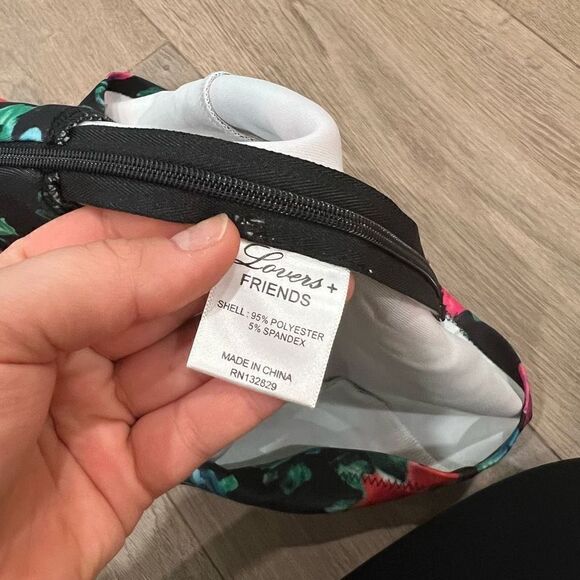 Lovers +
FRIENDS
SHELL : 95% POLYESTER
5% SPANDEX
MADE IN CHINA
RN132829